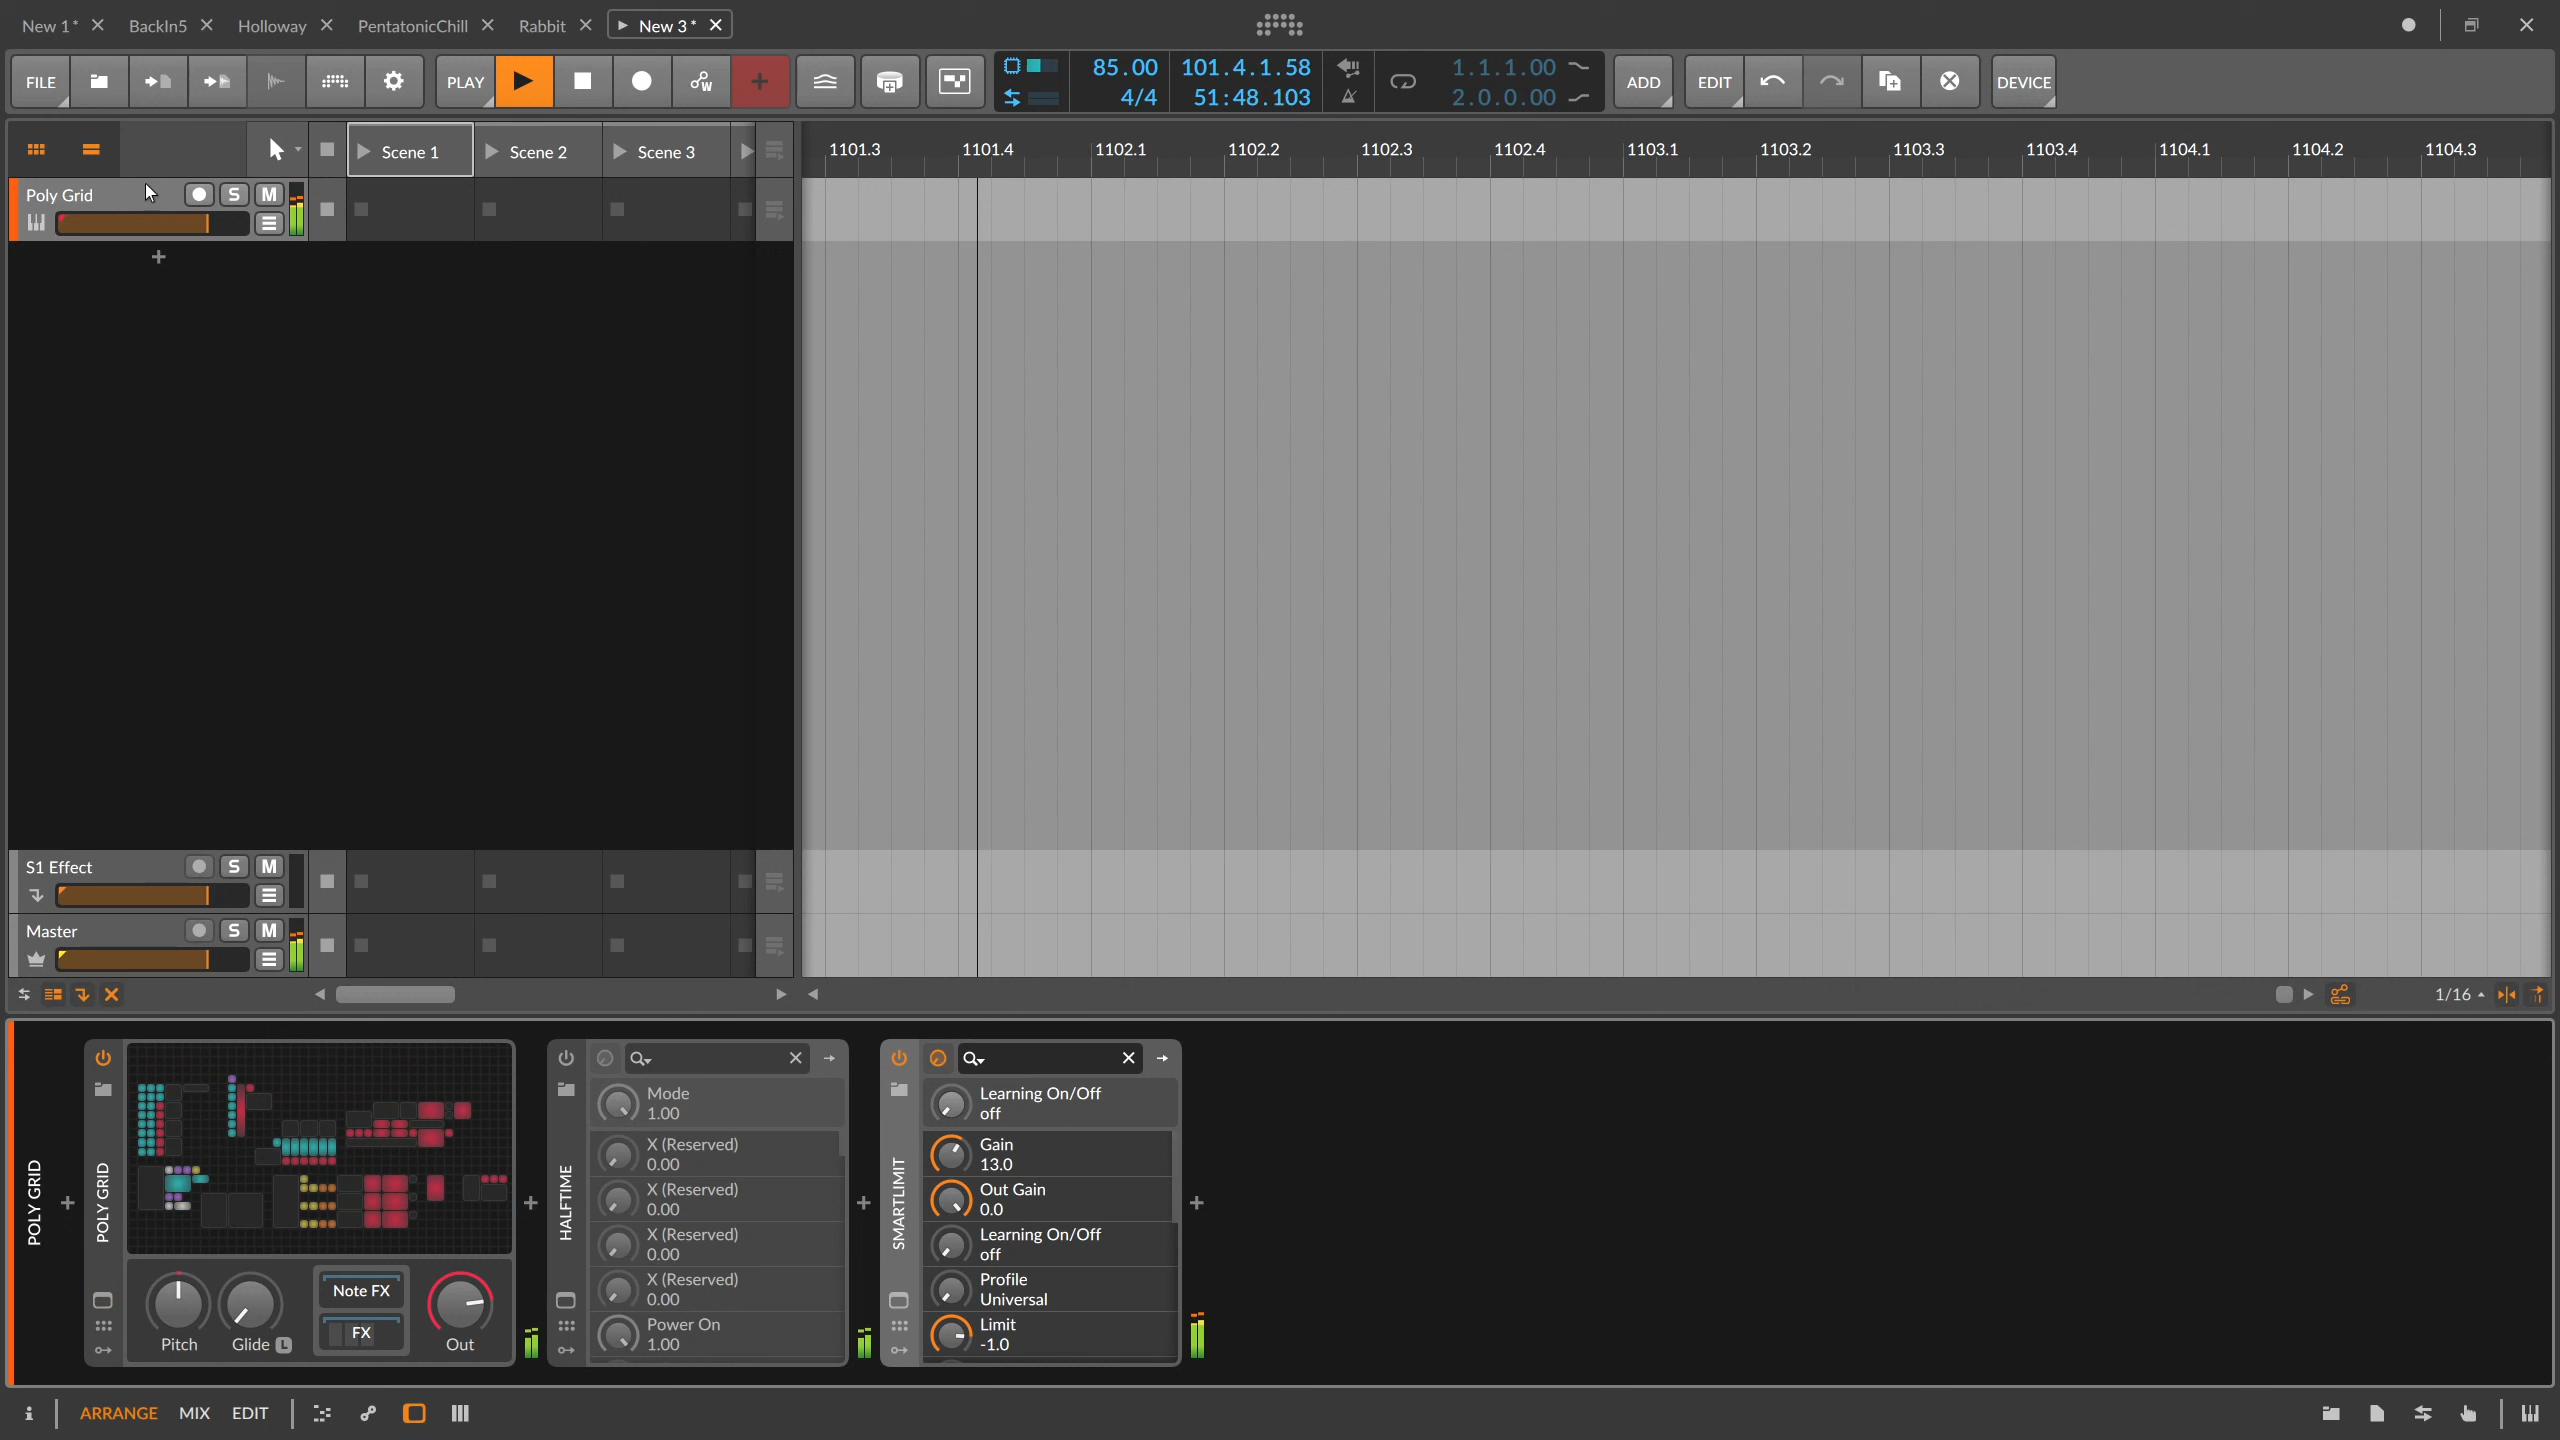 New 1* BackIn5 Holloway PentatonicChill Rabbit New 3*
FILE PLAY 85.00 101.4.1.58 1.1.1.00 ADD EDIT DEVICE
4/4 51:48.103 2.0.0.00
Scene 1 Scene 2 Scene 3 1101.3 1101.4 1102.1 1102.2 1102.3 1102.4 1103.1 1103.2 1103.3 1103.4 1104.1 1104.2 1104.3
Poly Grid S M
S1 Effect S M
Master S M
1/16
POLY GRID
POLY GRID
Pitch Glide L
Note FX
FX
Out
HALFTIME
Mode
1.00
X (Reserved)
0.00
X (Reserved)
0.00
X (Reserved)
0.00
X (Reserved)
0.00
Power On
1.00
SMARTLIMIT
Learning On/Off
off
Gain
13.0
Out Gain
0.0
Learning On/Off
off
Profile
Universal
Limit
-1.0
i ARRANGE MIX EDIT